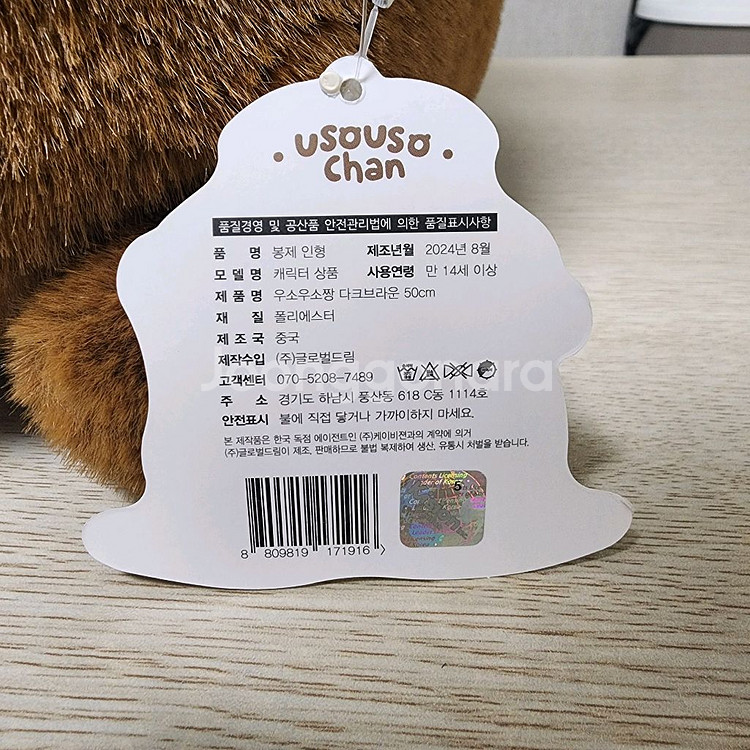 usouso
chan
품질경영 및 공산품 안전관리법에 의한 품질표시사항
품 명 봉제 인형 제조년월 2024년 8월
모 델 명 캐릭터 상품 사용연령 만 14세 이상
제 품 명 우소우소짱 다크브라운 50cm
재 질 폴리에스터
제 조 국 중국
제작수입 (주)글로벌드림
고객센터 070-5208-7489
주 소 경기도 하남시 풍산동 618 C동 1114호
안전표시 불에 직접 닿거나 가까이하지 마세요.
본 제작품은 한국 독점 에이전트인 (주)케이비젼과의 계약에 의거
(주)글로벌드림이 제조, 판매하므로 불법 복제하여 생산, 유통시 처벌을 받습니다.
8 809819 171916
Contents Licensing
5
Joonggonara